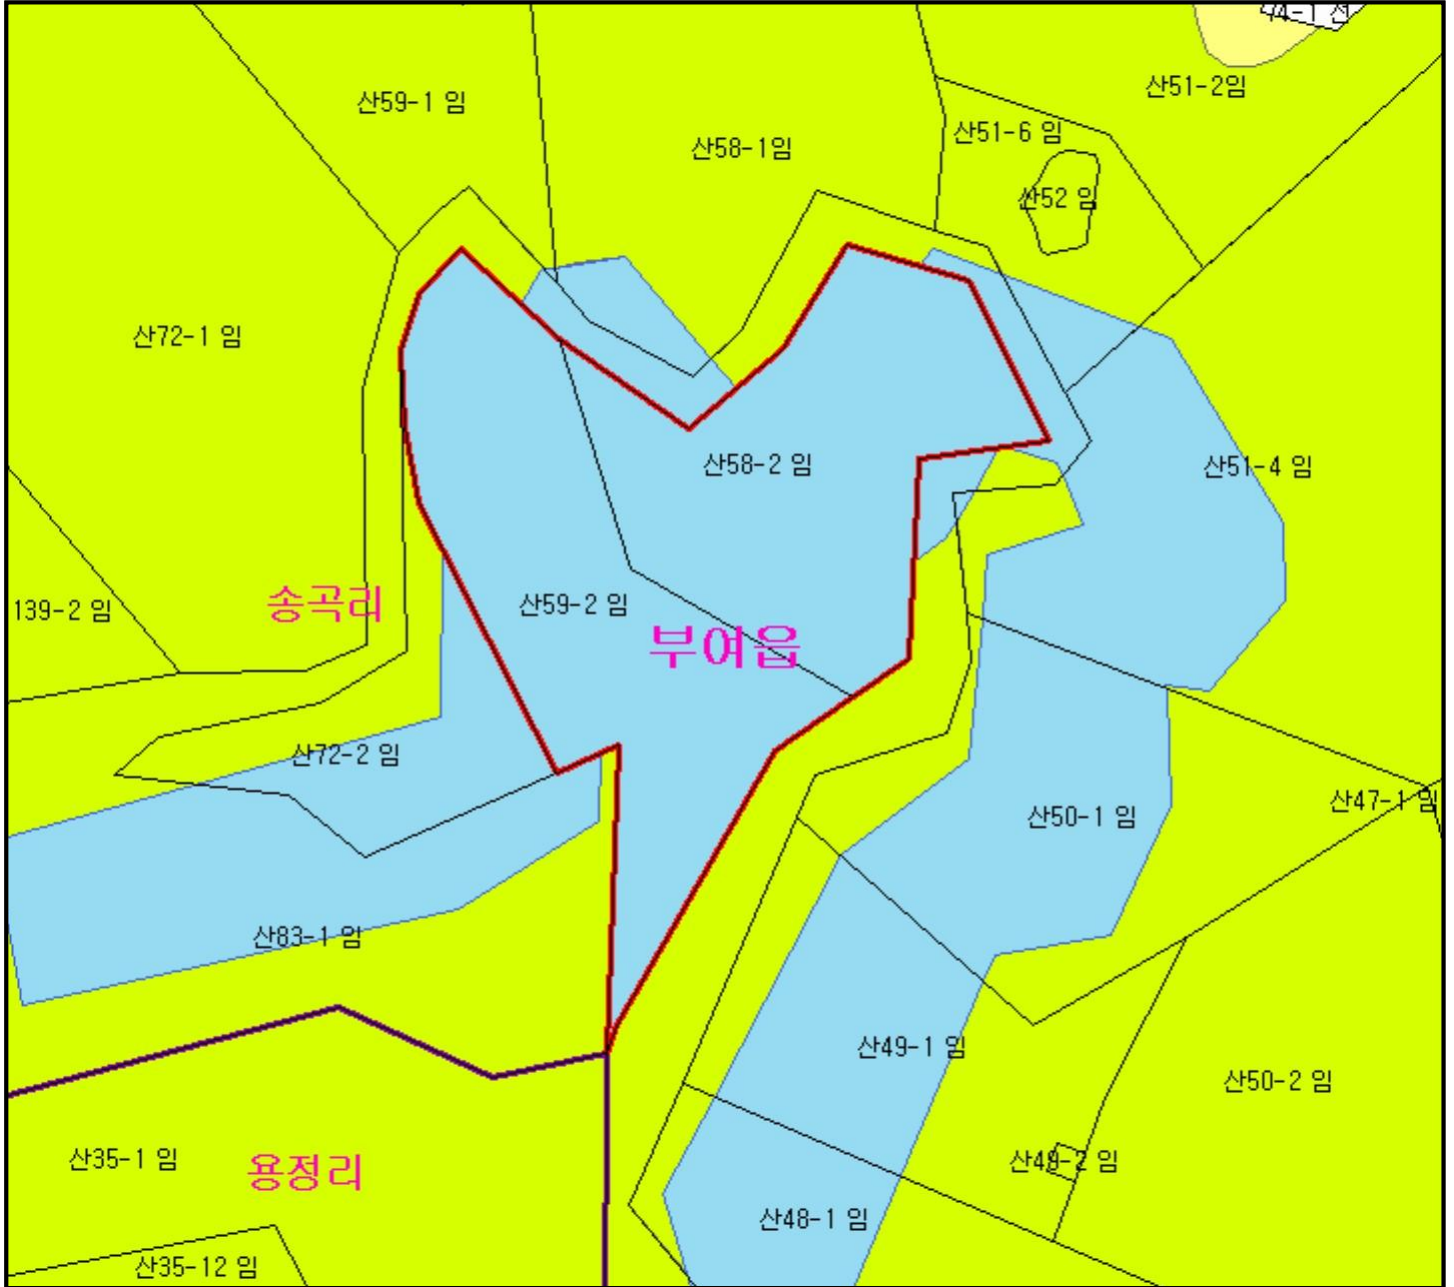 산59-1 임
산58-1임
산51-2임
산51-6 임
산52 임
산72-1 임
산58-2 임
산51-4 임
139-2 임
송곡리
산59-2 임
부여읍
산72-2 임
산47-1 임
산50-1 임
산83-1 임
산49-1 임
산50-2 임
산35-1 임
용정리
산49-2 임
산48-1 임
산35-12 임